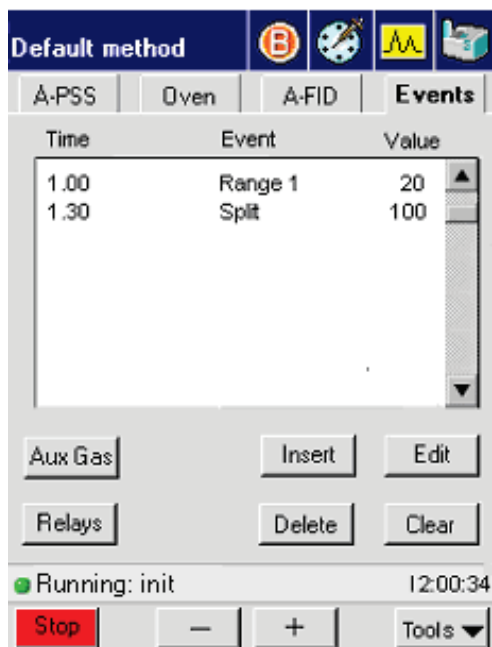 Default method B
A-PSS Oven A-FID Events
Time Event Value
1.00 Range 1 20
1.30 Split 100
Aux Gas Insert Edit
Relays Delete Clear
Running: init 12:00:34
Stop − + Tools